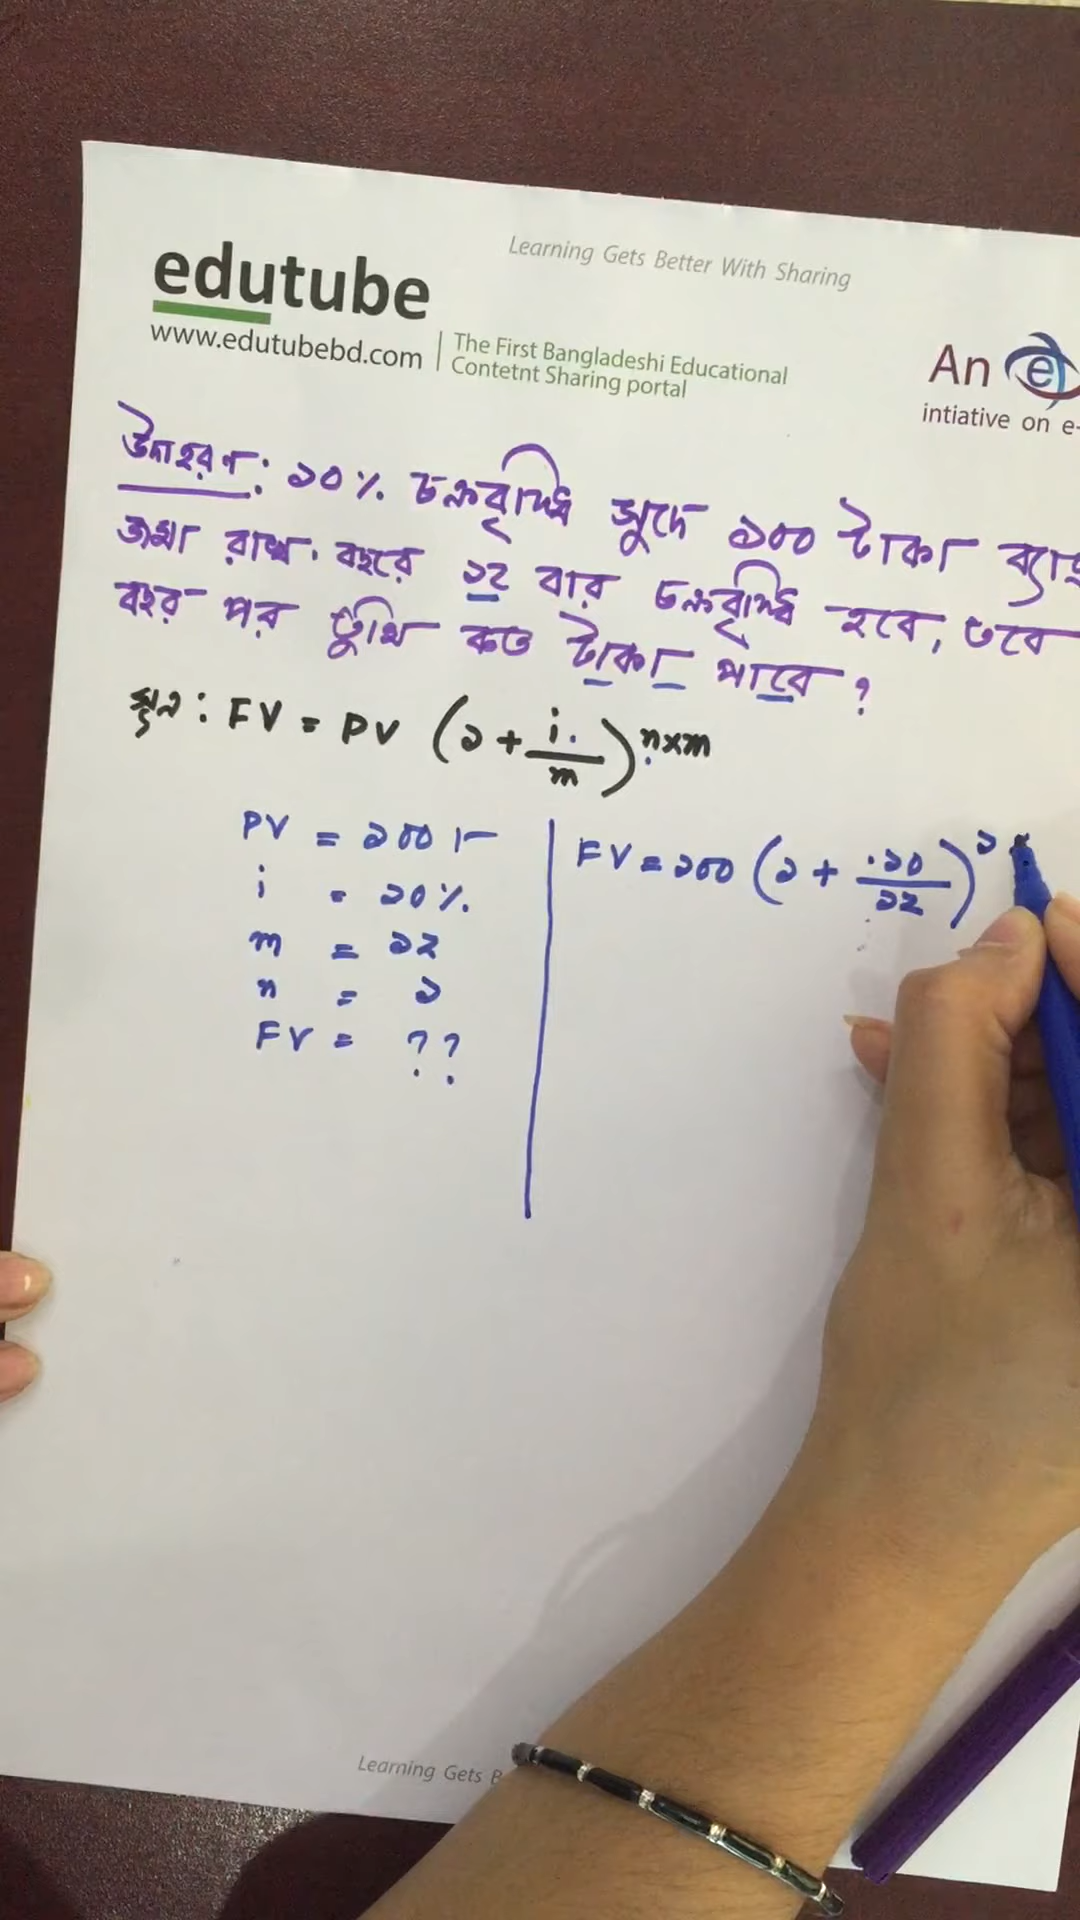 Learning Gets Better With Sharing
edutube
www.edutubebd.com
The First Bangladeshi Educational
Contetnt Sharing portal
An e
intiative on e-
উদাহরণ: ১০% চক্রবৃদ্ধি সুদে ১০০ টাকা
জমা রাখ. বছরে ১২ বার চক্রবৃদ্ধি হবে, তবে
বছর পর তুমি কত টাকা পাবে?
সূত্র: FV = PV (১ + i/m)^n×m
PV = ১০০/-
i = ১০%
m = ১২
n = ১
FV = ??
FV = ১০০ (১ + .১০/১২)^১
Learning Gets